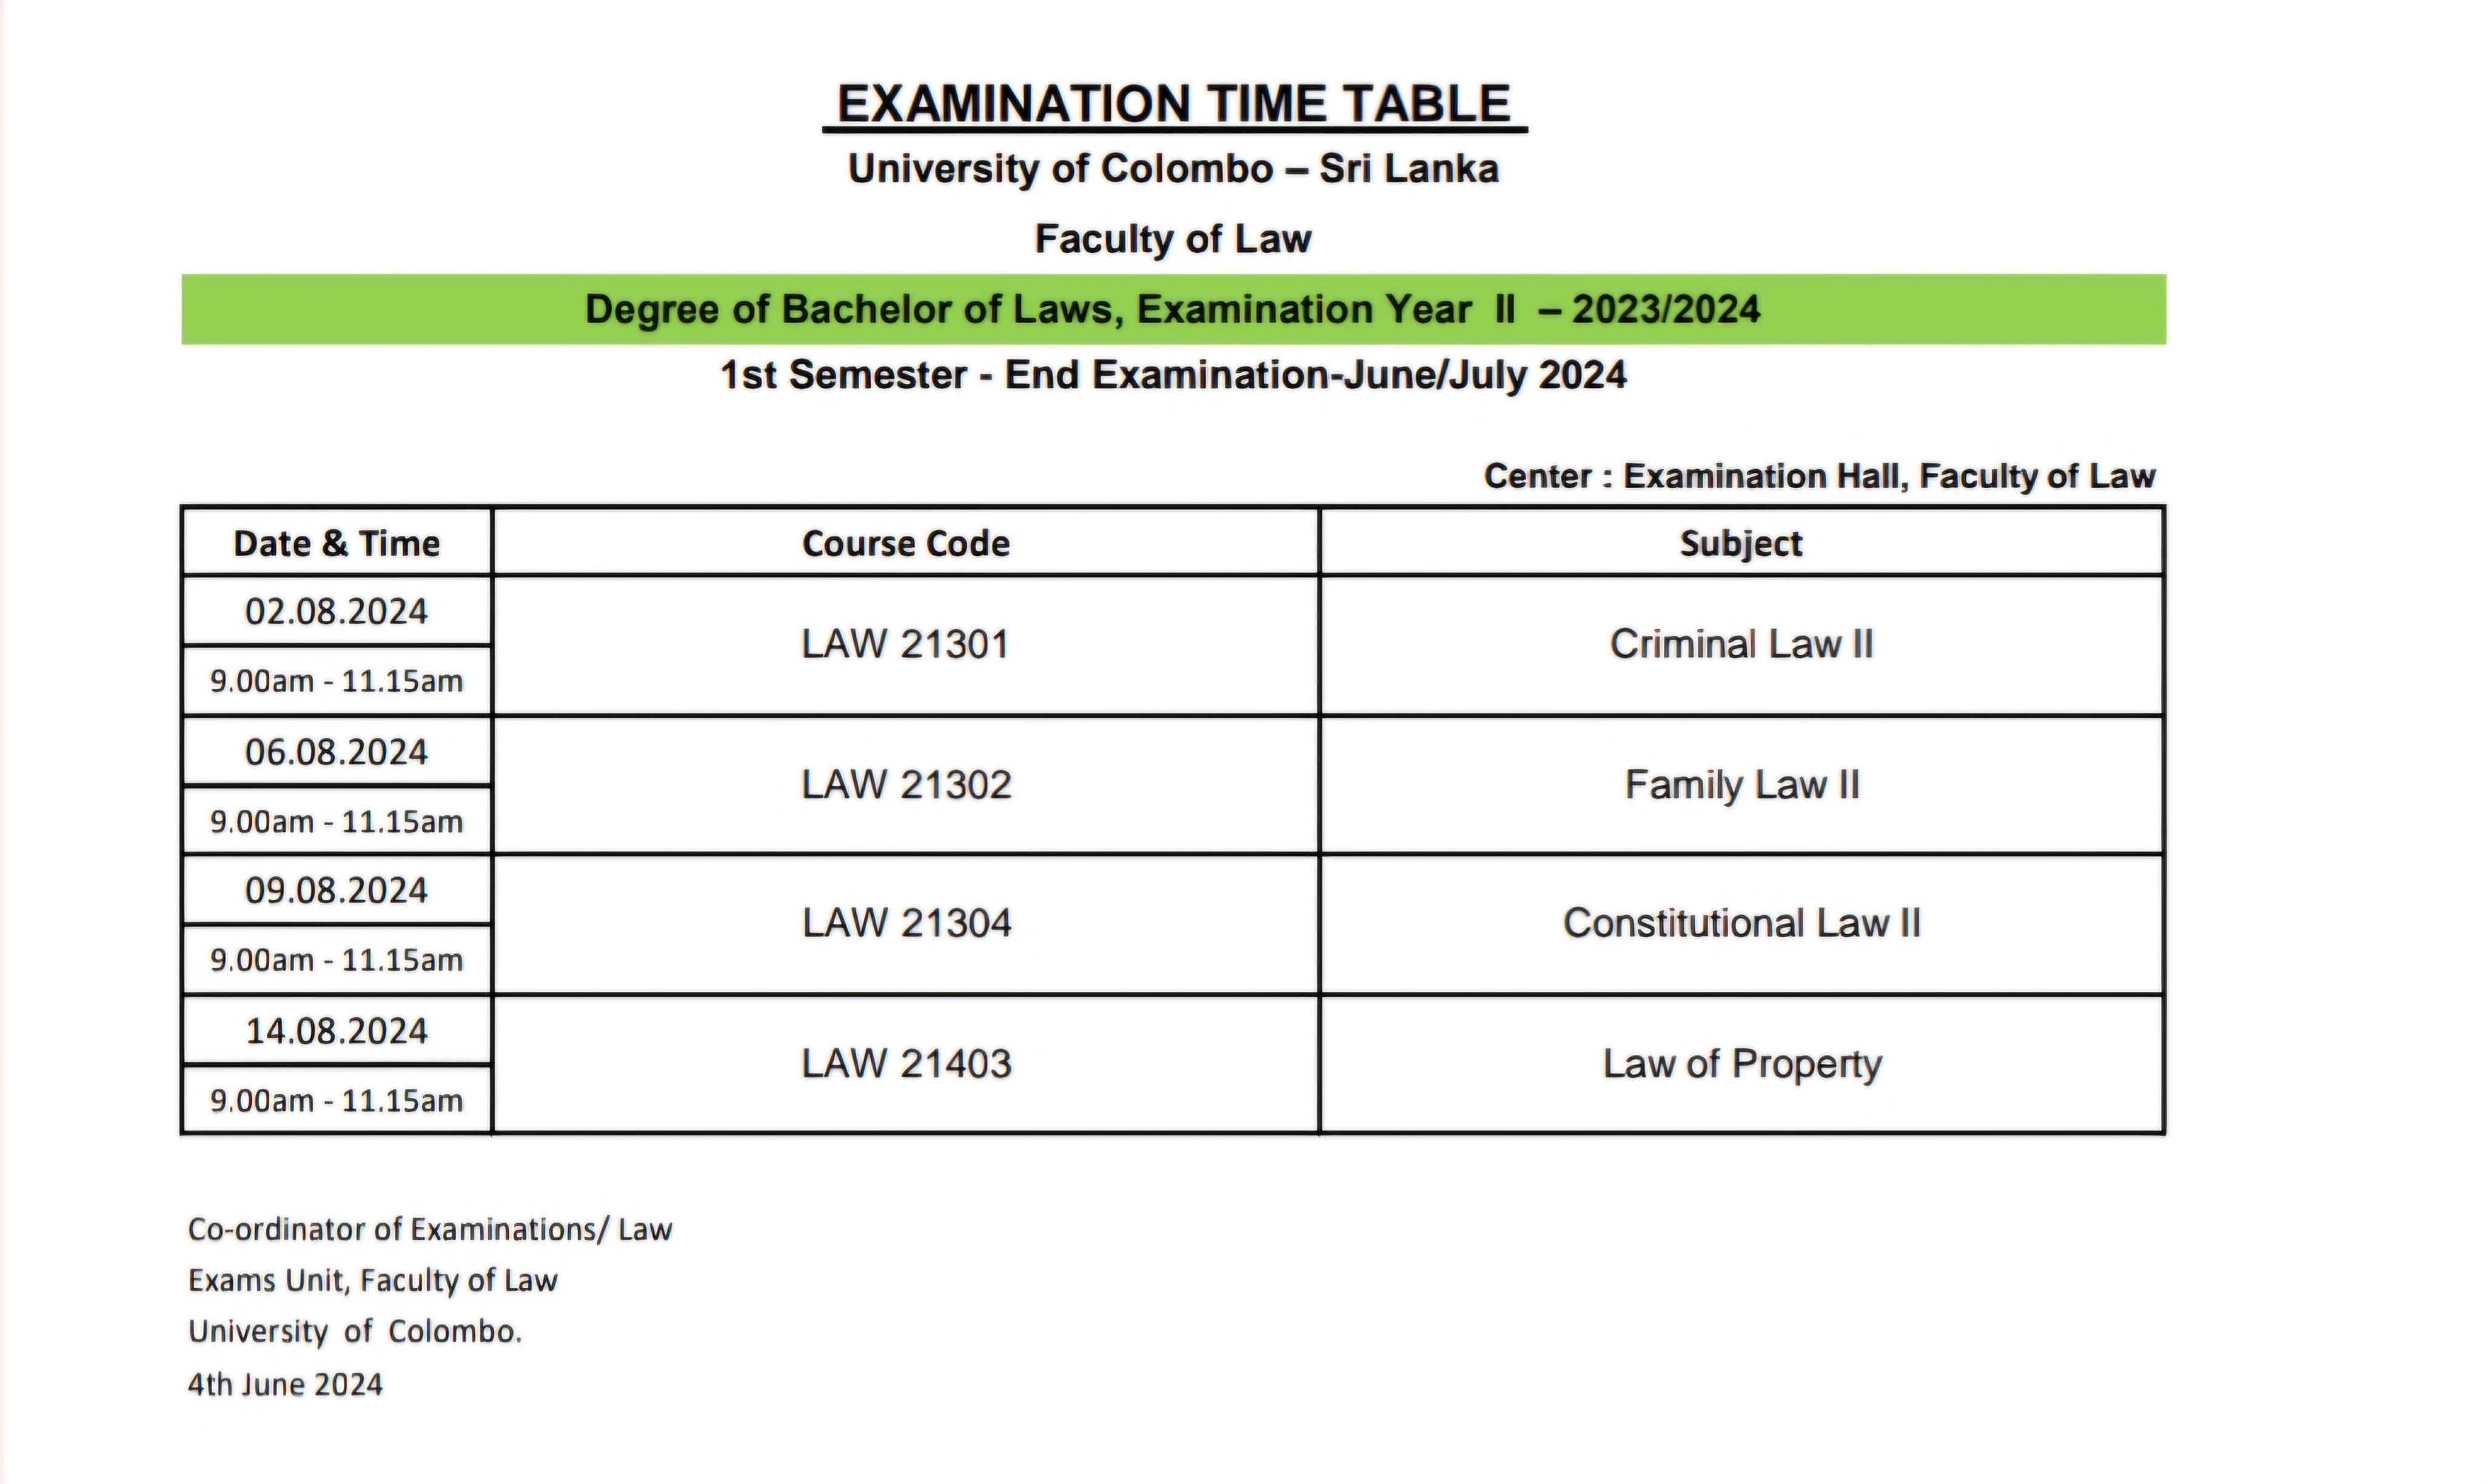 EXAMINATION TIME TABLE
University of Colombo – Sri Lanka
Faculty of Law
Degree of Bachelor of Laws, Examination Year  II  – 2023/2024
1st Semester - End Examination-June/July 2024
Center : Examination Hall, Faculty of Law
Date & Time Course Code Subject
02.08.2024
LAW 21301 Criminal Law II
9.00am - 11.15am
06.08.2024
LAW 21302 Family Law II
9.00am - 11.15am
09.08.2024
LAW 21304 Constitutional Law II
9.00am - 11.15am
14.08.2024
LAW 21403 Law of Property
9.00am - 11.15am
Co-ordinator of Examinations/ Law
Exams Unit, Faculty of Law
University  of  Colombo.
4th June 2024